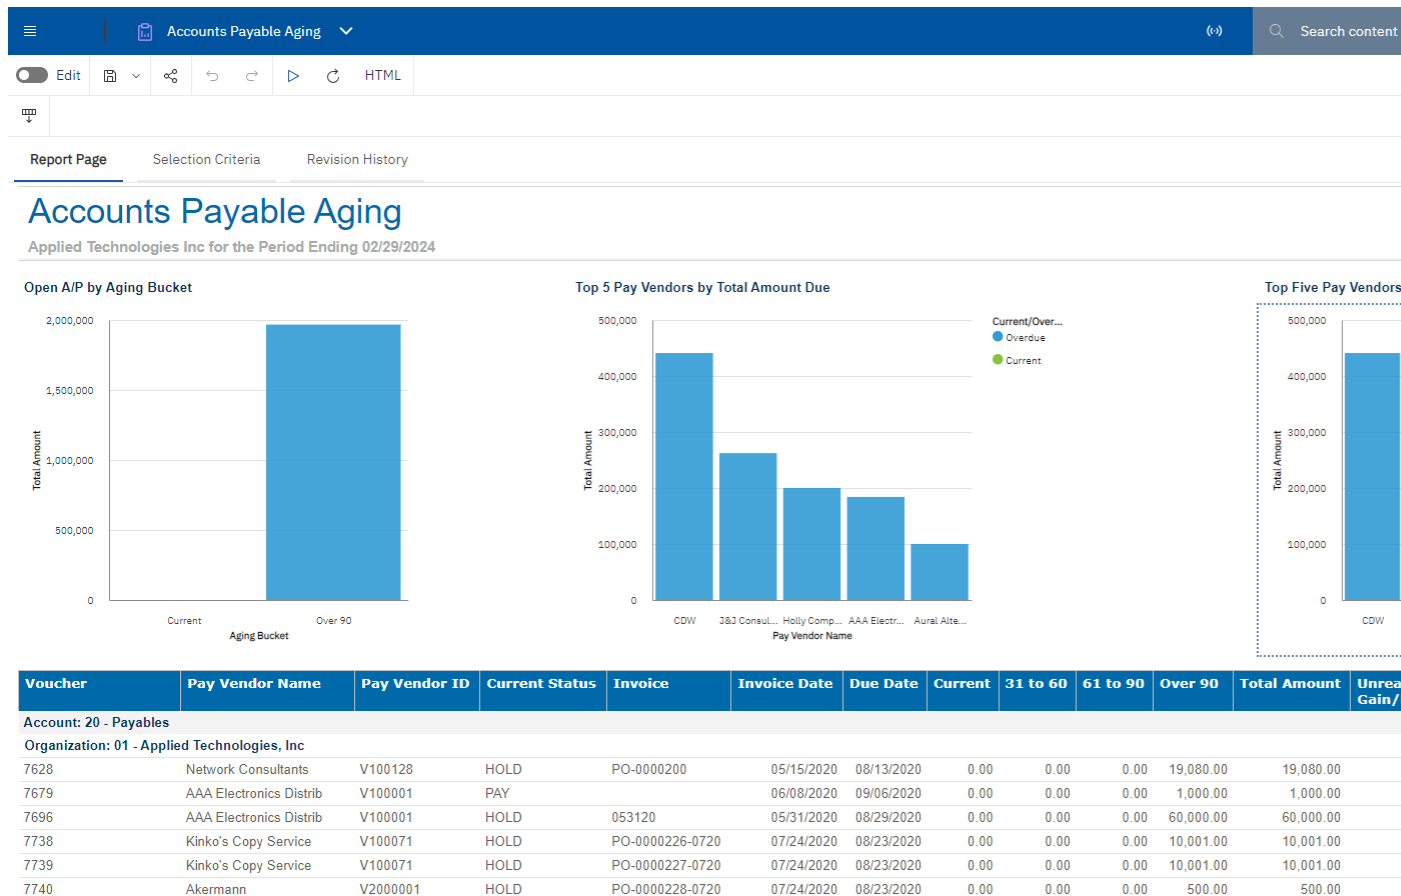 Accounts Payable Aging
Search content
Edit
HTML
Report Page Selection Criteria Revision History
Accounts Payable Aging
Applied Technologies Inc for the Period Ending 02/29/2024
Open A/P by Aging Bucket
2,000,000
1,500,000
1,000,000
500,000
0
Total Amount
Current Over 90
Aging Bucket
Top 5 Pay Vendors by Total Amount Due
500,000
400,000
300,000
200,000
100,000
0
Total Amount
CDW J&J Consul... Holly Comp... AAA Electr... Aural Alte...
Pay Vendor Name
Current/Over...
Overdue
Current
Top Five Pay Vendors
500,000
400,000
300,000
200,000
100,000
0
Total Amount
CDW
Voucher Pay Vendor Name Pay Vendor ID Current Status Invoice Invoice Date Due Date Current 31 to 60 61 to 90 Over 90 Total Amount Unrea
Gain/
Account: 20 - Payables
Organization: 01 - Applied Technologies, Inc
7628 Network Consultants V100128 HOLD PO-0000200 05/15/2020 08/13/2020 0.00 0.00 0.00 19,080.00 19,080.00
7679 AAA Electronics Distrib V100001 PAY 06/08/2020 09/06/2020 0.00 0.00 0.00 1,000.00 1,000.00
7696 AAA Electronics Distrib V100001 HOLD 053120 05/31/2020 08/29/2020 0.00 0.00 0.00 60,000.00 60,000.00
7738 Kinko's Copy Service V100071 HOLD PO-0000226-0720 07/24/2020 08/23/2020 0.00 0.00 0.00 10,001.00 10,001.00
7739 Kinko's Copy Service V100071 HOLD PO-0000227-0720 07/24/2020 08/23/2020 0.00 0.00 0.00 10,001.00 10,001.00
7740 Akermann V2000001 HOLD PO-0000228-0720 07/24/2020 08/23/2020 0.00 0.00 0.00 500.00 500.00